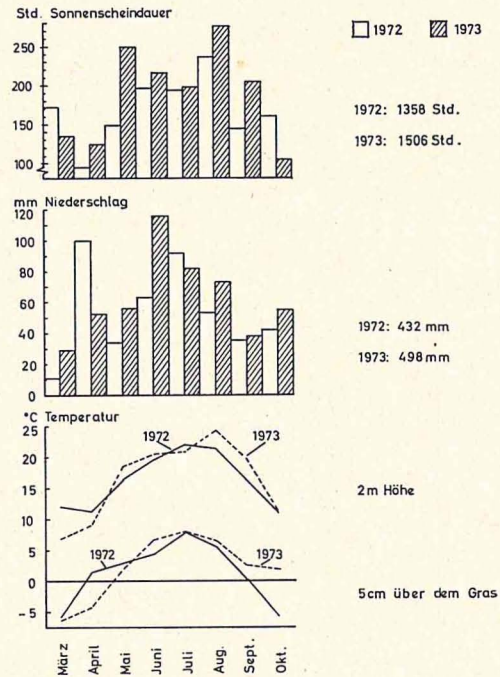 Std. Sonnenscheindauer
1972 1973
250
200
150
100
1972: 1358 Std.
1973: 1506 Std.
mm Niederschlag
120
100
80
60
40
20
0
1972: 432 mm
1973: 498 mm
°C Temperatur
25
20
15
10
5
0
-5
1972
1973
2m Höhe
1972
1973
5cm über dem Gras
März
April
Mai
Juni
Juli
Aug.
Sept.
Okt.